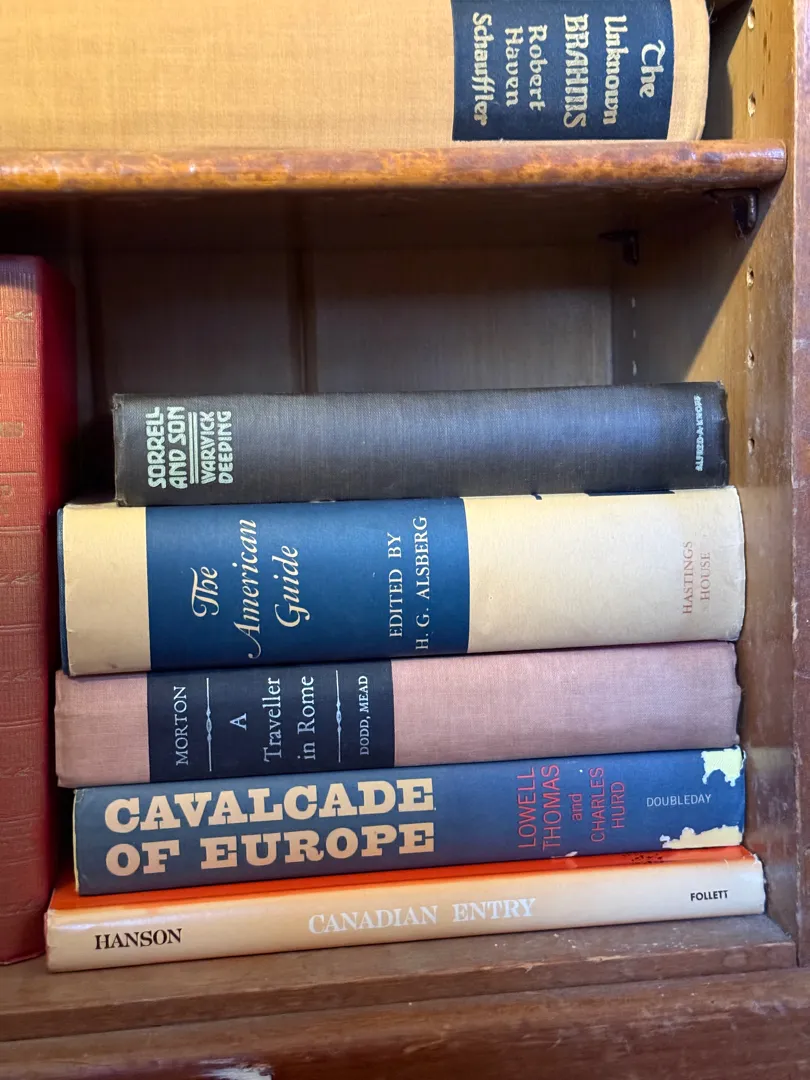 The
Unknown
BRAHMS
Robert
Haven
Schauffler
SORRELL
AND SON
WARWICK
DEEPING
ALFRED·A·KNOPF
The
American
Guide
EDITED BY
H. G. ALSBERG
HASTINGS
HOUSE
MORTON
A
Traveller
in Rome
DODD, MEAD
CAVALCADE
OF EUROPE
LOWELL
THOMAS
and
CHARLES
HURD
DOUBLEDAY
HANSON
CANADIAN ENTRY
FOLLETT